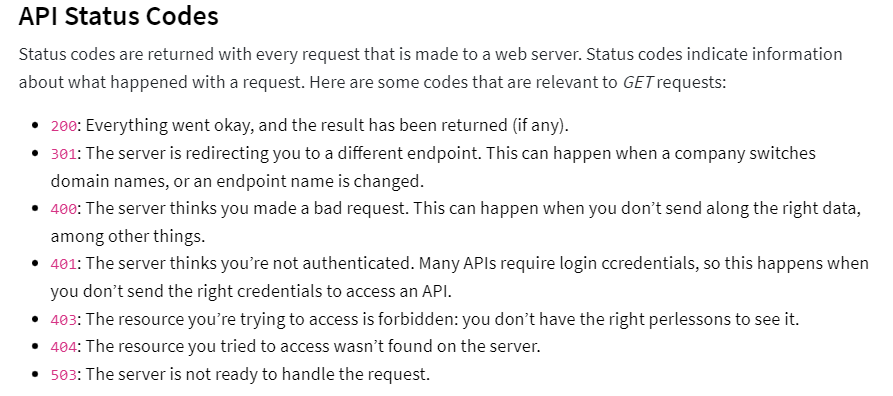 API Status Codes
Status codes are returned with every request that is made to a web server. Status codes indicate information
about what happened with a request. Here are some codes that are relevant to GET requests:
• 200: Everything went okay, and the result has been returned (if any).
• 301: The server is redirecting you to a different endpoint. This can happen when a company switches
domain names, or an endpoint name is changed.
• 400: The server thinks you made a bad request. This can happen when you don’t send along the right data,
among other things.
• 401: The server thinks you’re not authenticated. Many APIs require login ccredentials, so this happens when
you don’t send the right credentials to access an API.
• 403: The resource you’re trying to access is forbidden: you don’t have the right perlessons to see it.
• 404: The resource you tried to access wasn’t found on the server.
• 503: The server is not ready to handle the request.